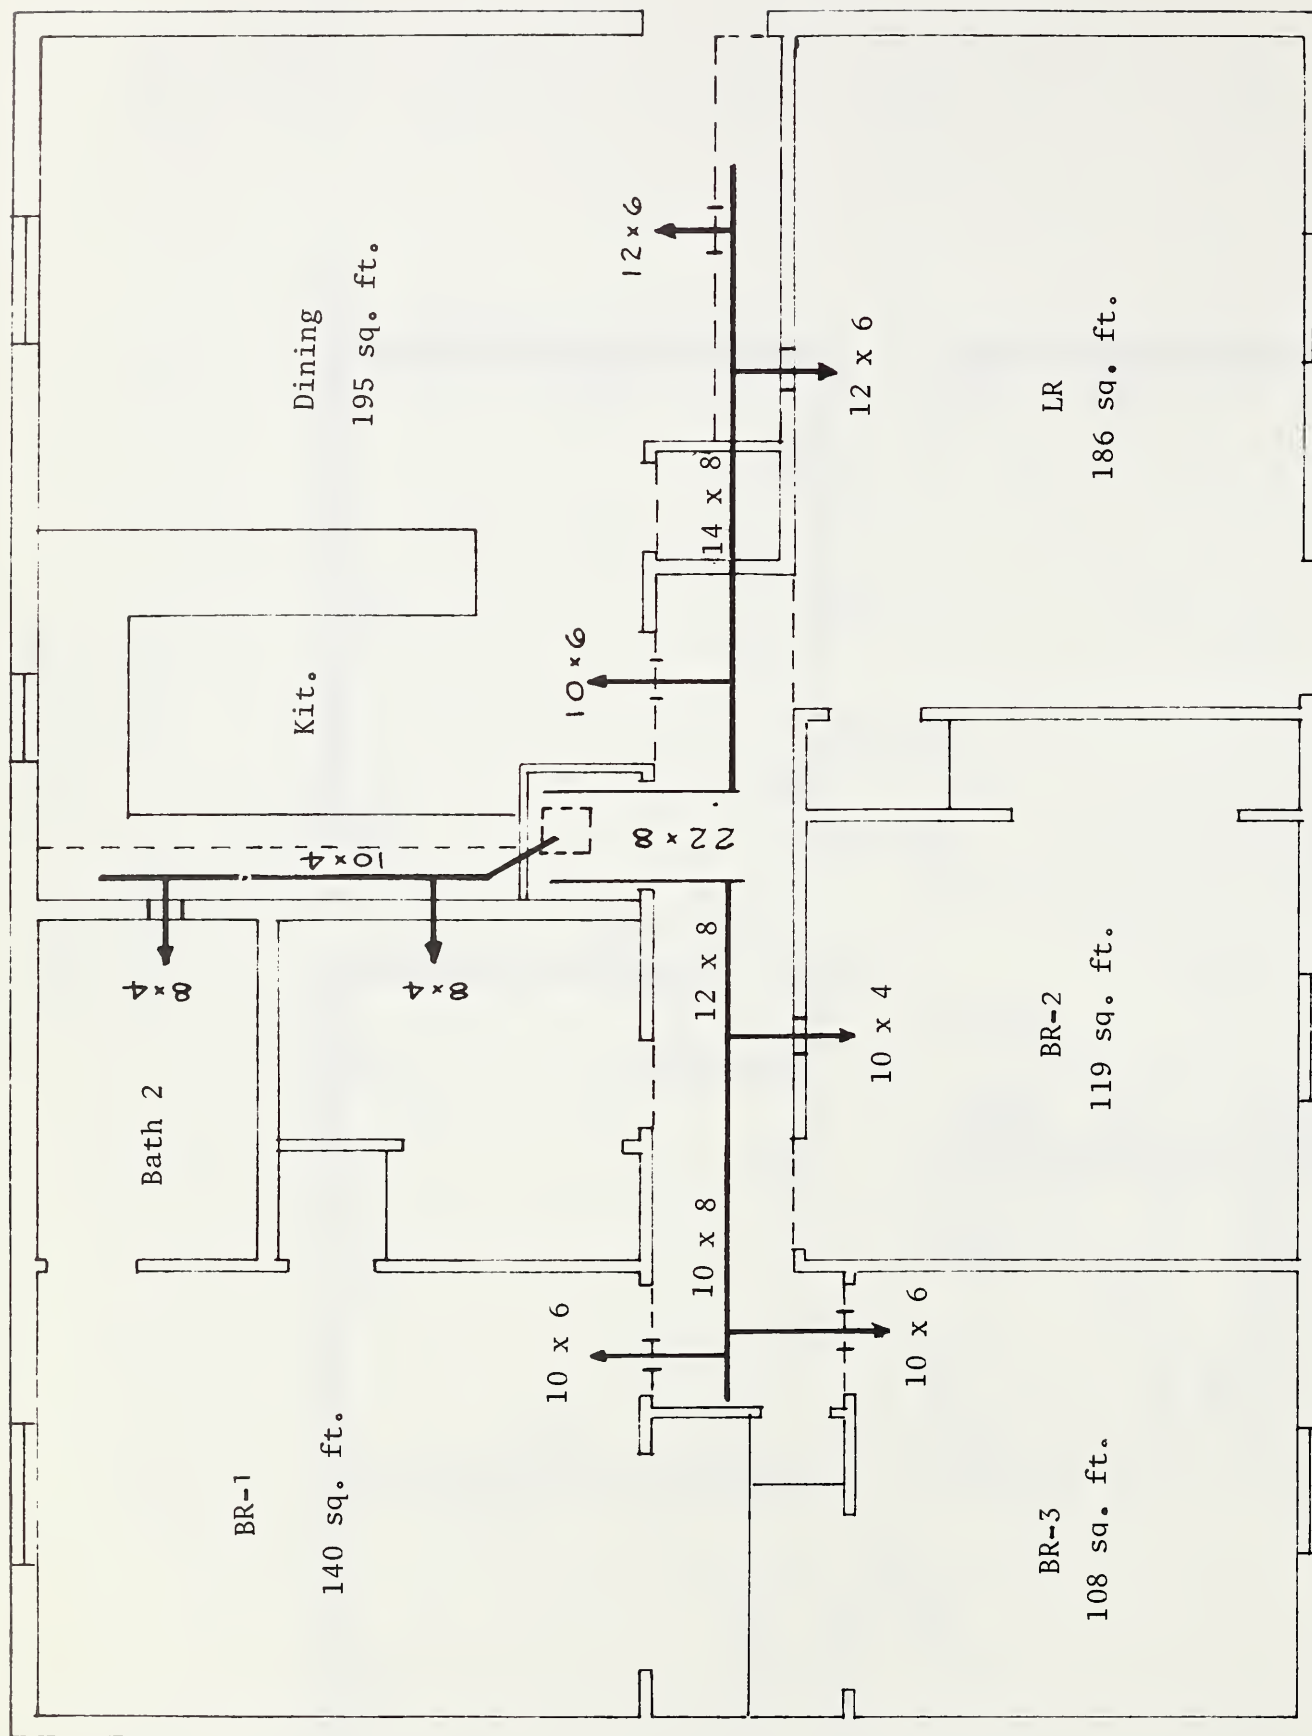 Dining
195 sq. ft.
12 x 6
12 x 6
LR
186 sq. ft.
14 x 8
Kit.
10 x 6
22 x 8
10 x 4
8 x 4
8 x 4
12 x 8
10 x 4
BR-2
119 sq. ft.
Bath 2
10 x 8
10 x 6
10 x 6
BR-1
140 sq. ft.
BR-3
108 sq. ft.